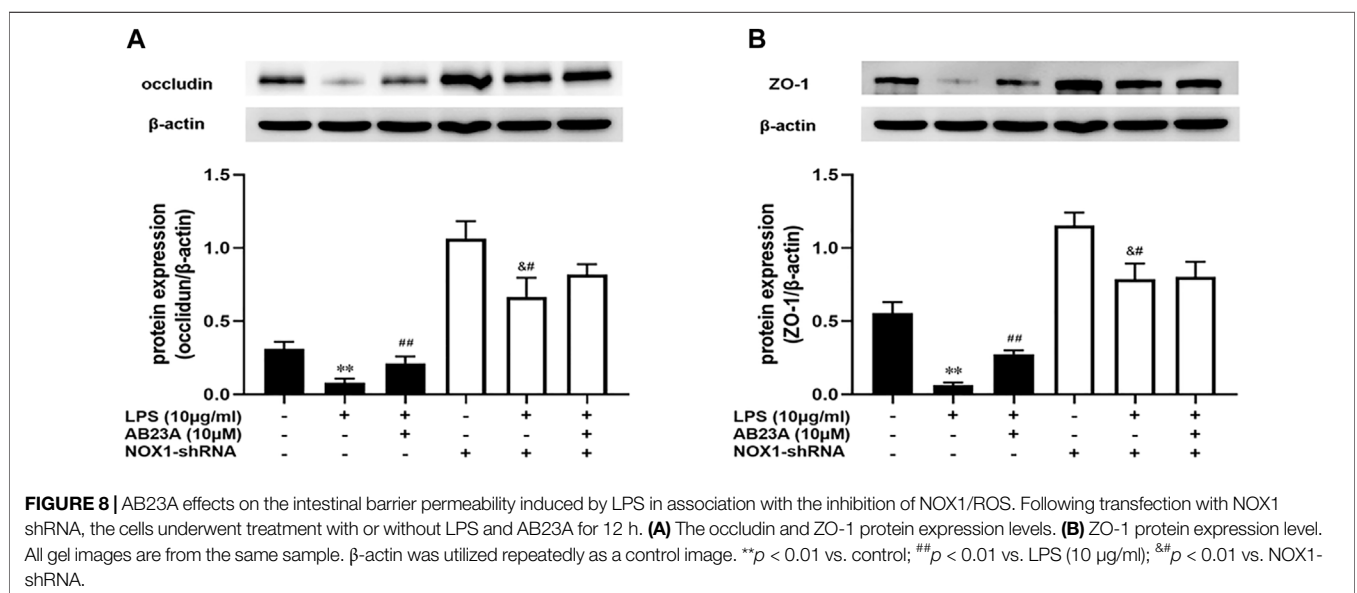 A
occludin
β-actin
1.5
1.0
0.5
0.0
protein expression
(occlidun/β-actin)
**
##
&#
LPS (10μg/ml) - + + - + +
AB23A (10μM) - - + - - +
NOX1-shRNA - - - + + +
B
ZO-1
β-actin
1.5
1.0
0.5
0.0
protein expression
(ZO-1/β-actin)
**
##
&#
LPS (10μg/ml) - + + - + +
AB23A (10μM) - - + - - +
NOX1-shRNA - - - + + +
FIGURE 8 | AB23A effects on the intestinal barrier permeability induced by LPS in association with the inhibition of NOX1/ROS. Following transfection with NOX1
shRNA, the cells underwent treatment with or without LPS and AB23A for 12 h. (A) The occludin and ZO-1 protein expression levels. (B) ZO-1 protein expression level.
All gel images are from the same sample. β-actin was utilized repeatedly as a control image. **p < 0.01 vs. control; ##p < 0.01 vs. LPS (10 μg/ml); &#p < 0.01 vs. NOX1-
shRNA.